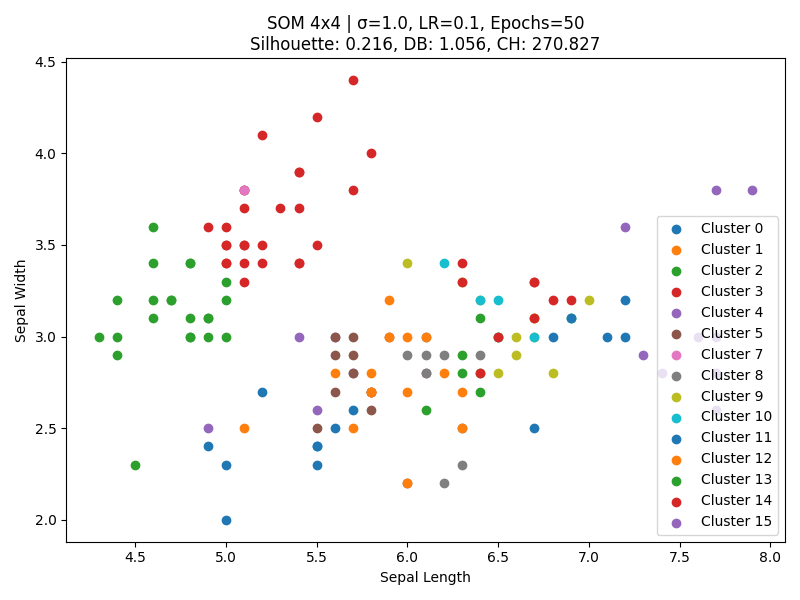 SOM 4x4 | σ=1.0, LR=0.1, Epochs=50
Silhouette: 0.216, DB: 1.056, CH: 270.827
4.5
4.0
3.5
3.0
2.5
2.0
Sepal Width
Cluster 0
Cluster 1
Cluster 2
Cluster 3
Cluster 4
Cluster 5
Cluster 7
Cluster 8
Cluster 9
Cluster 10
Cluster 11
Cluster 12
Cluster 13
Cluster 14
Cluster 15
4.5 5.0 5.5 6.0 6.5 7.0 7.5 8.0
Sepal Length